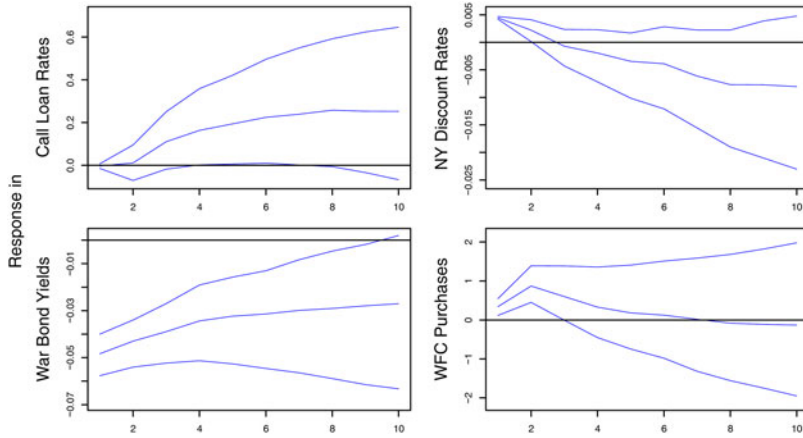 Response in
Call Loan Rates
0.6
0.4
0.2
0.0
2 4 6 8 10
NY Discount Rates
0.005
-0.005
-0.015
-0.025
2 4 6 8 10
War Bond Yields
-0.01
-0.03
-0.05
-0.07
2 4 6 8 10
WFC Purchases
2
1
0
-1
-2
2 4 6 8 10